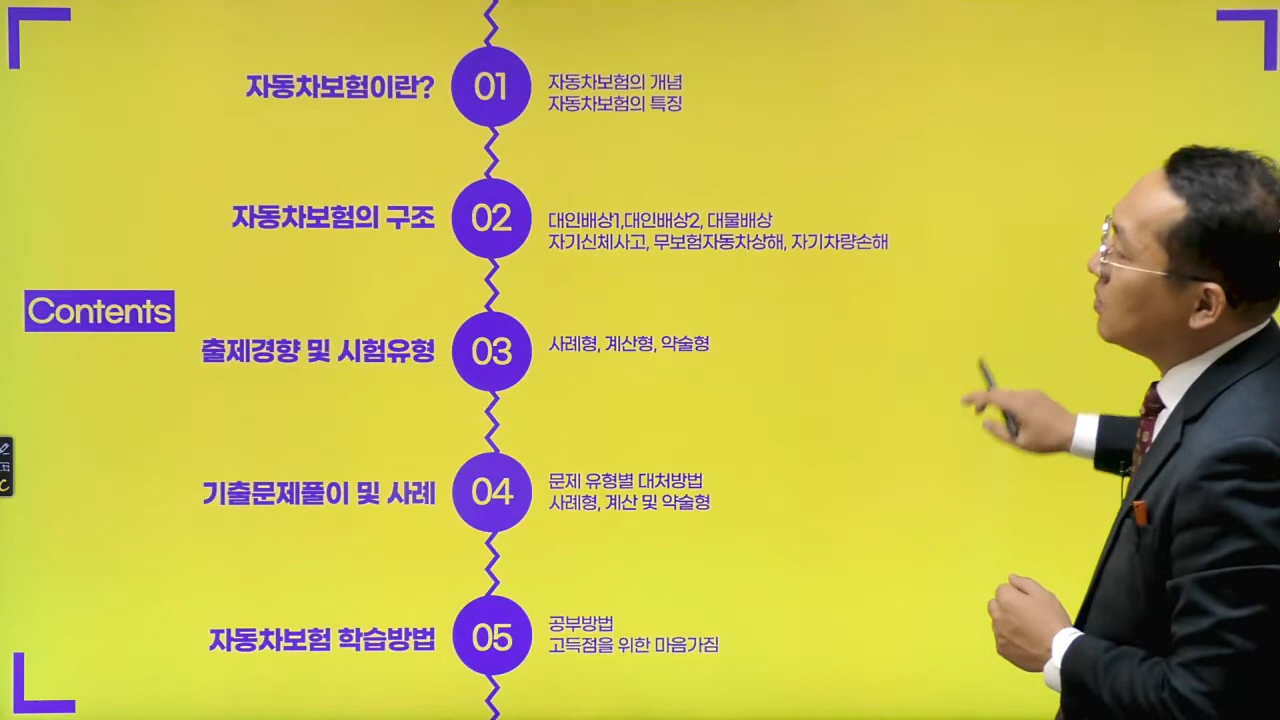 Contents
자동차보험이란?
01
자동차보험의 개념
자동차보험의 특징
자동차보험의 구조
02
대인배상1,대인배상2, 대물배상
자기신체사고, 무보험자동차상해, 자기차량손해
출제경향 및 시험유형
03
사례형, 계산형, 약술형
기출문제풀이 및 사례
04
문제 유형별 대처방법
사례형, 계산 및 약술형
자동차보험 학습방법
05
공부방법
고득점을 위한 마음가짐